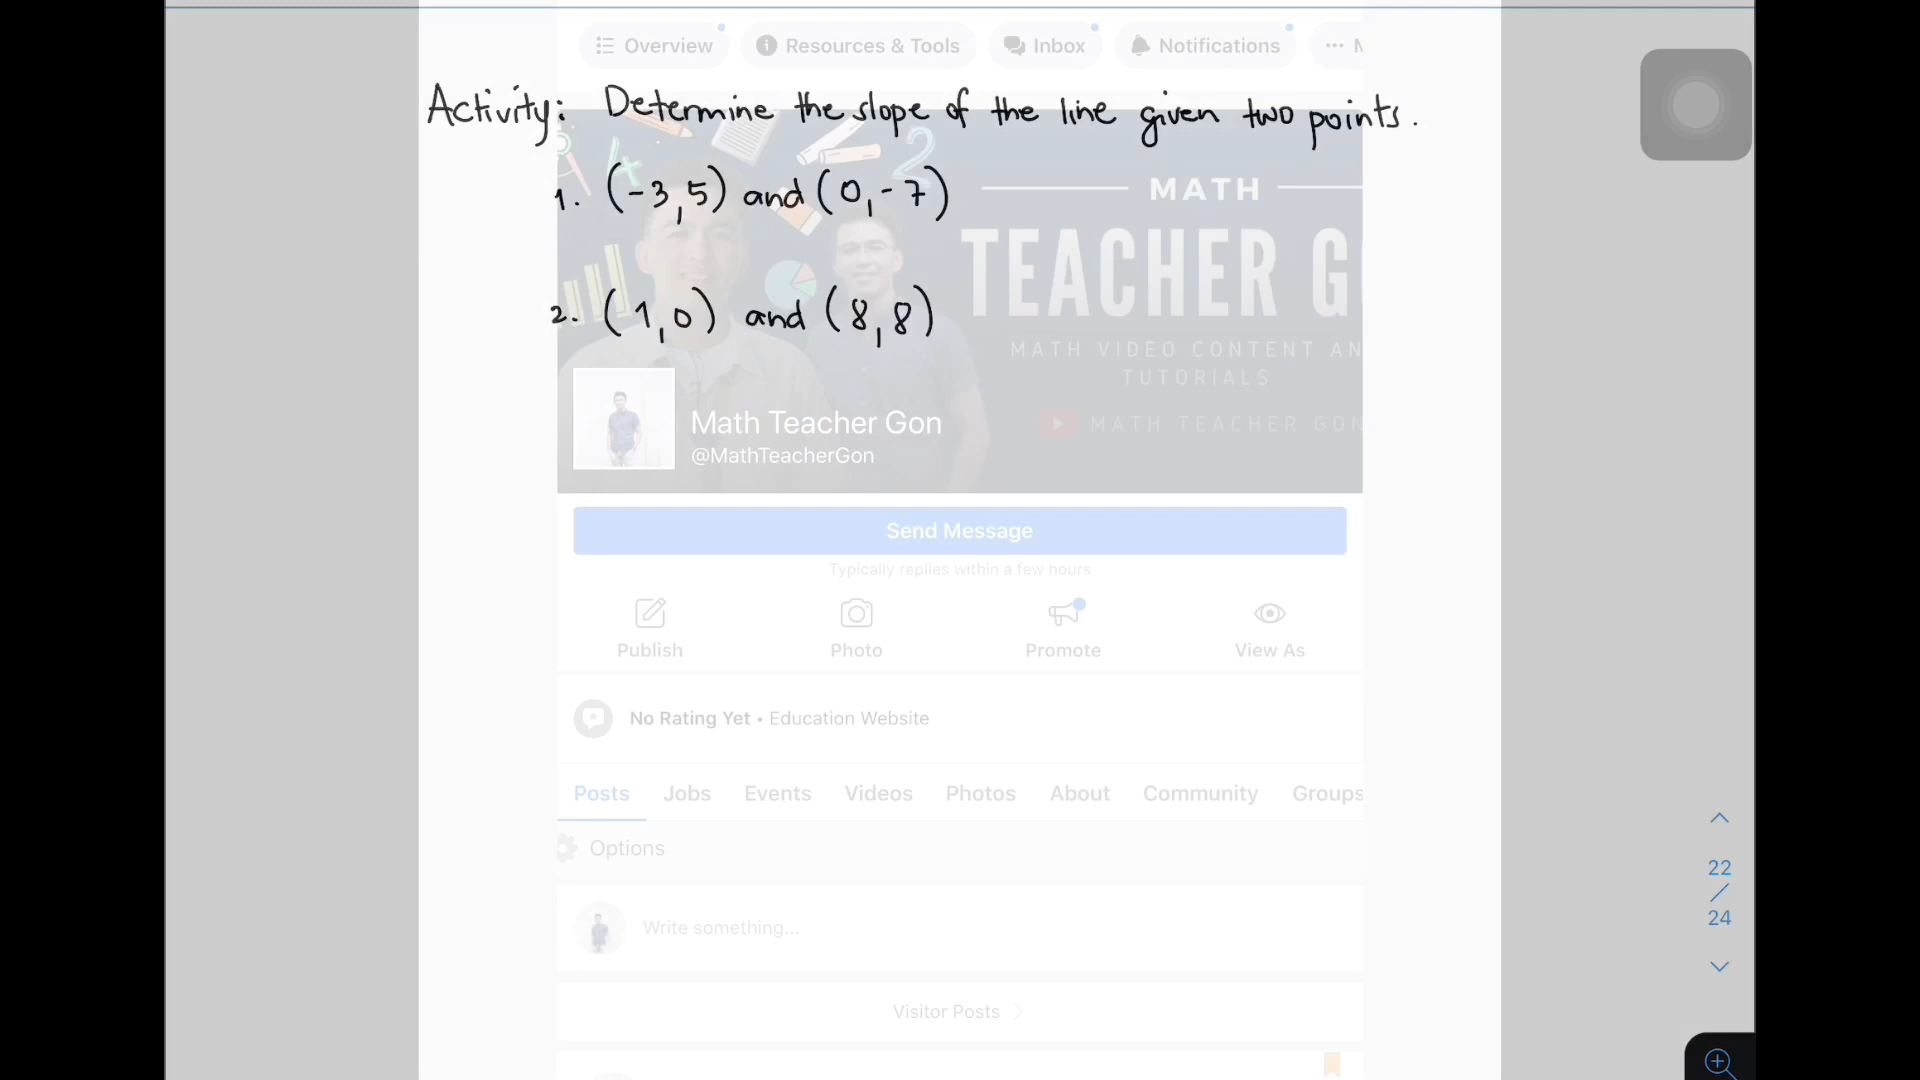 Overview Resources & Tools Inbox Notifications
Activity: Determine the slope of the line given two points.
1. (-3,5) and (0,-7)
MATH
TEACHER G
2. (1,0) and (8,8)
MATH VIDEO CONTENT AN
TUTORIALS
Math Teacher Gon
MATH TEACHER GON
@MathTeacherGon
Send Message
Typically replies within a few hours
Publish Photo Promote View As
No Rating Yet • Education Website
Posts Jobs Events Videos Photos About Community Groups
Options
22
/
24
Write something...
Visitor Posts